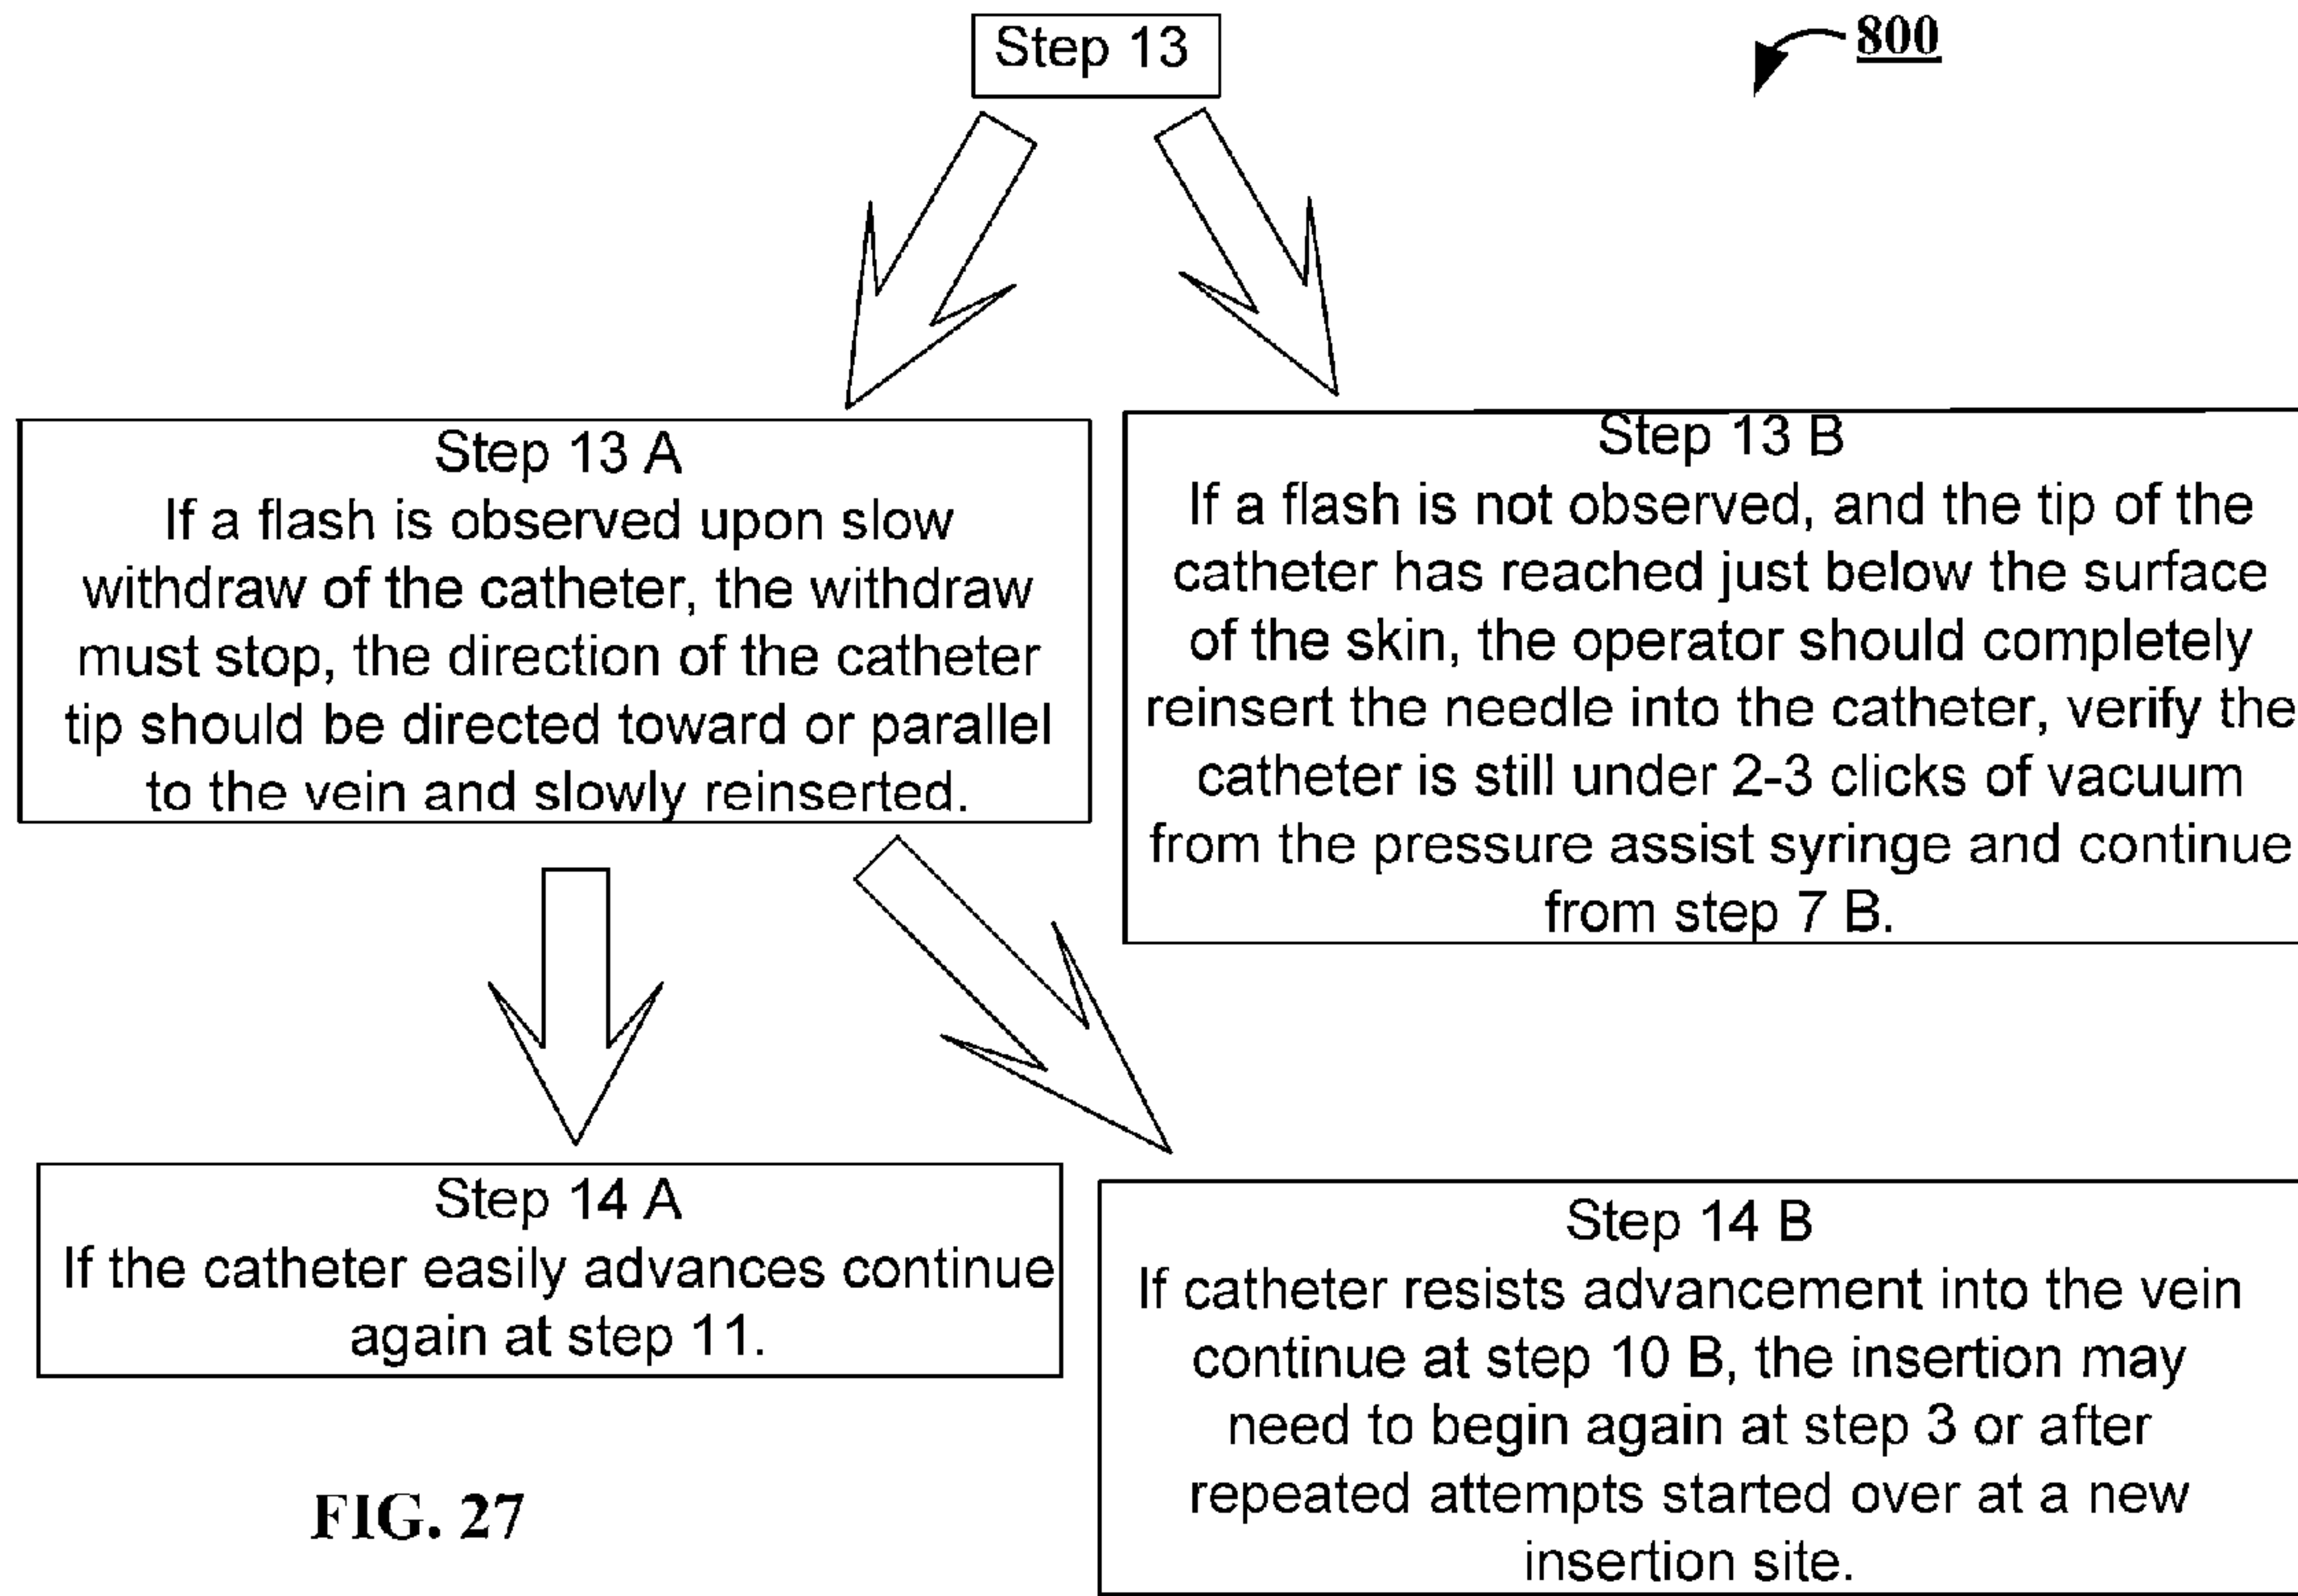 Step 13
800
Step 13 A
If a flash is observed upon slow
withdraw of the catheter, the withdraw
must stop, the direction of the catheter
tip should be directed toward or parallel
to the vein and slowly reinserted.
Step 13 B
If a flash is not observed, and the tip of the
catheter has reached just below the surface
of the skin, the operator should completely
reinsert the needle into the catheter, verify the
catheter is still under 2-3 clicks of vacuum
from the pressure assist syringe and continue
from step 7 B.
Step 14 A
If the catheter easily advances continue
again at step 11.
Step 14 B
If catheter resists advancement into the vein
continue at step 10 B, the insertion may
need to begin again at step 3 or after
repeated attempts started over at a new
insertion site.
FIG. 27